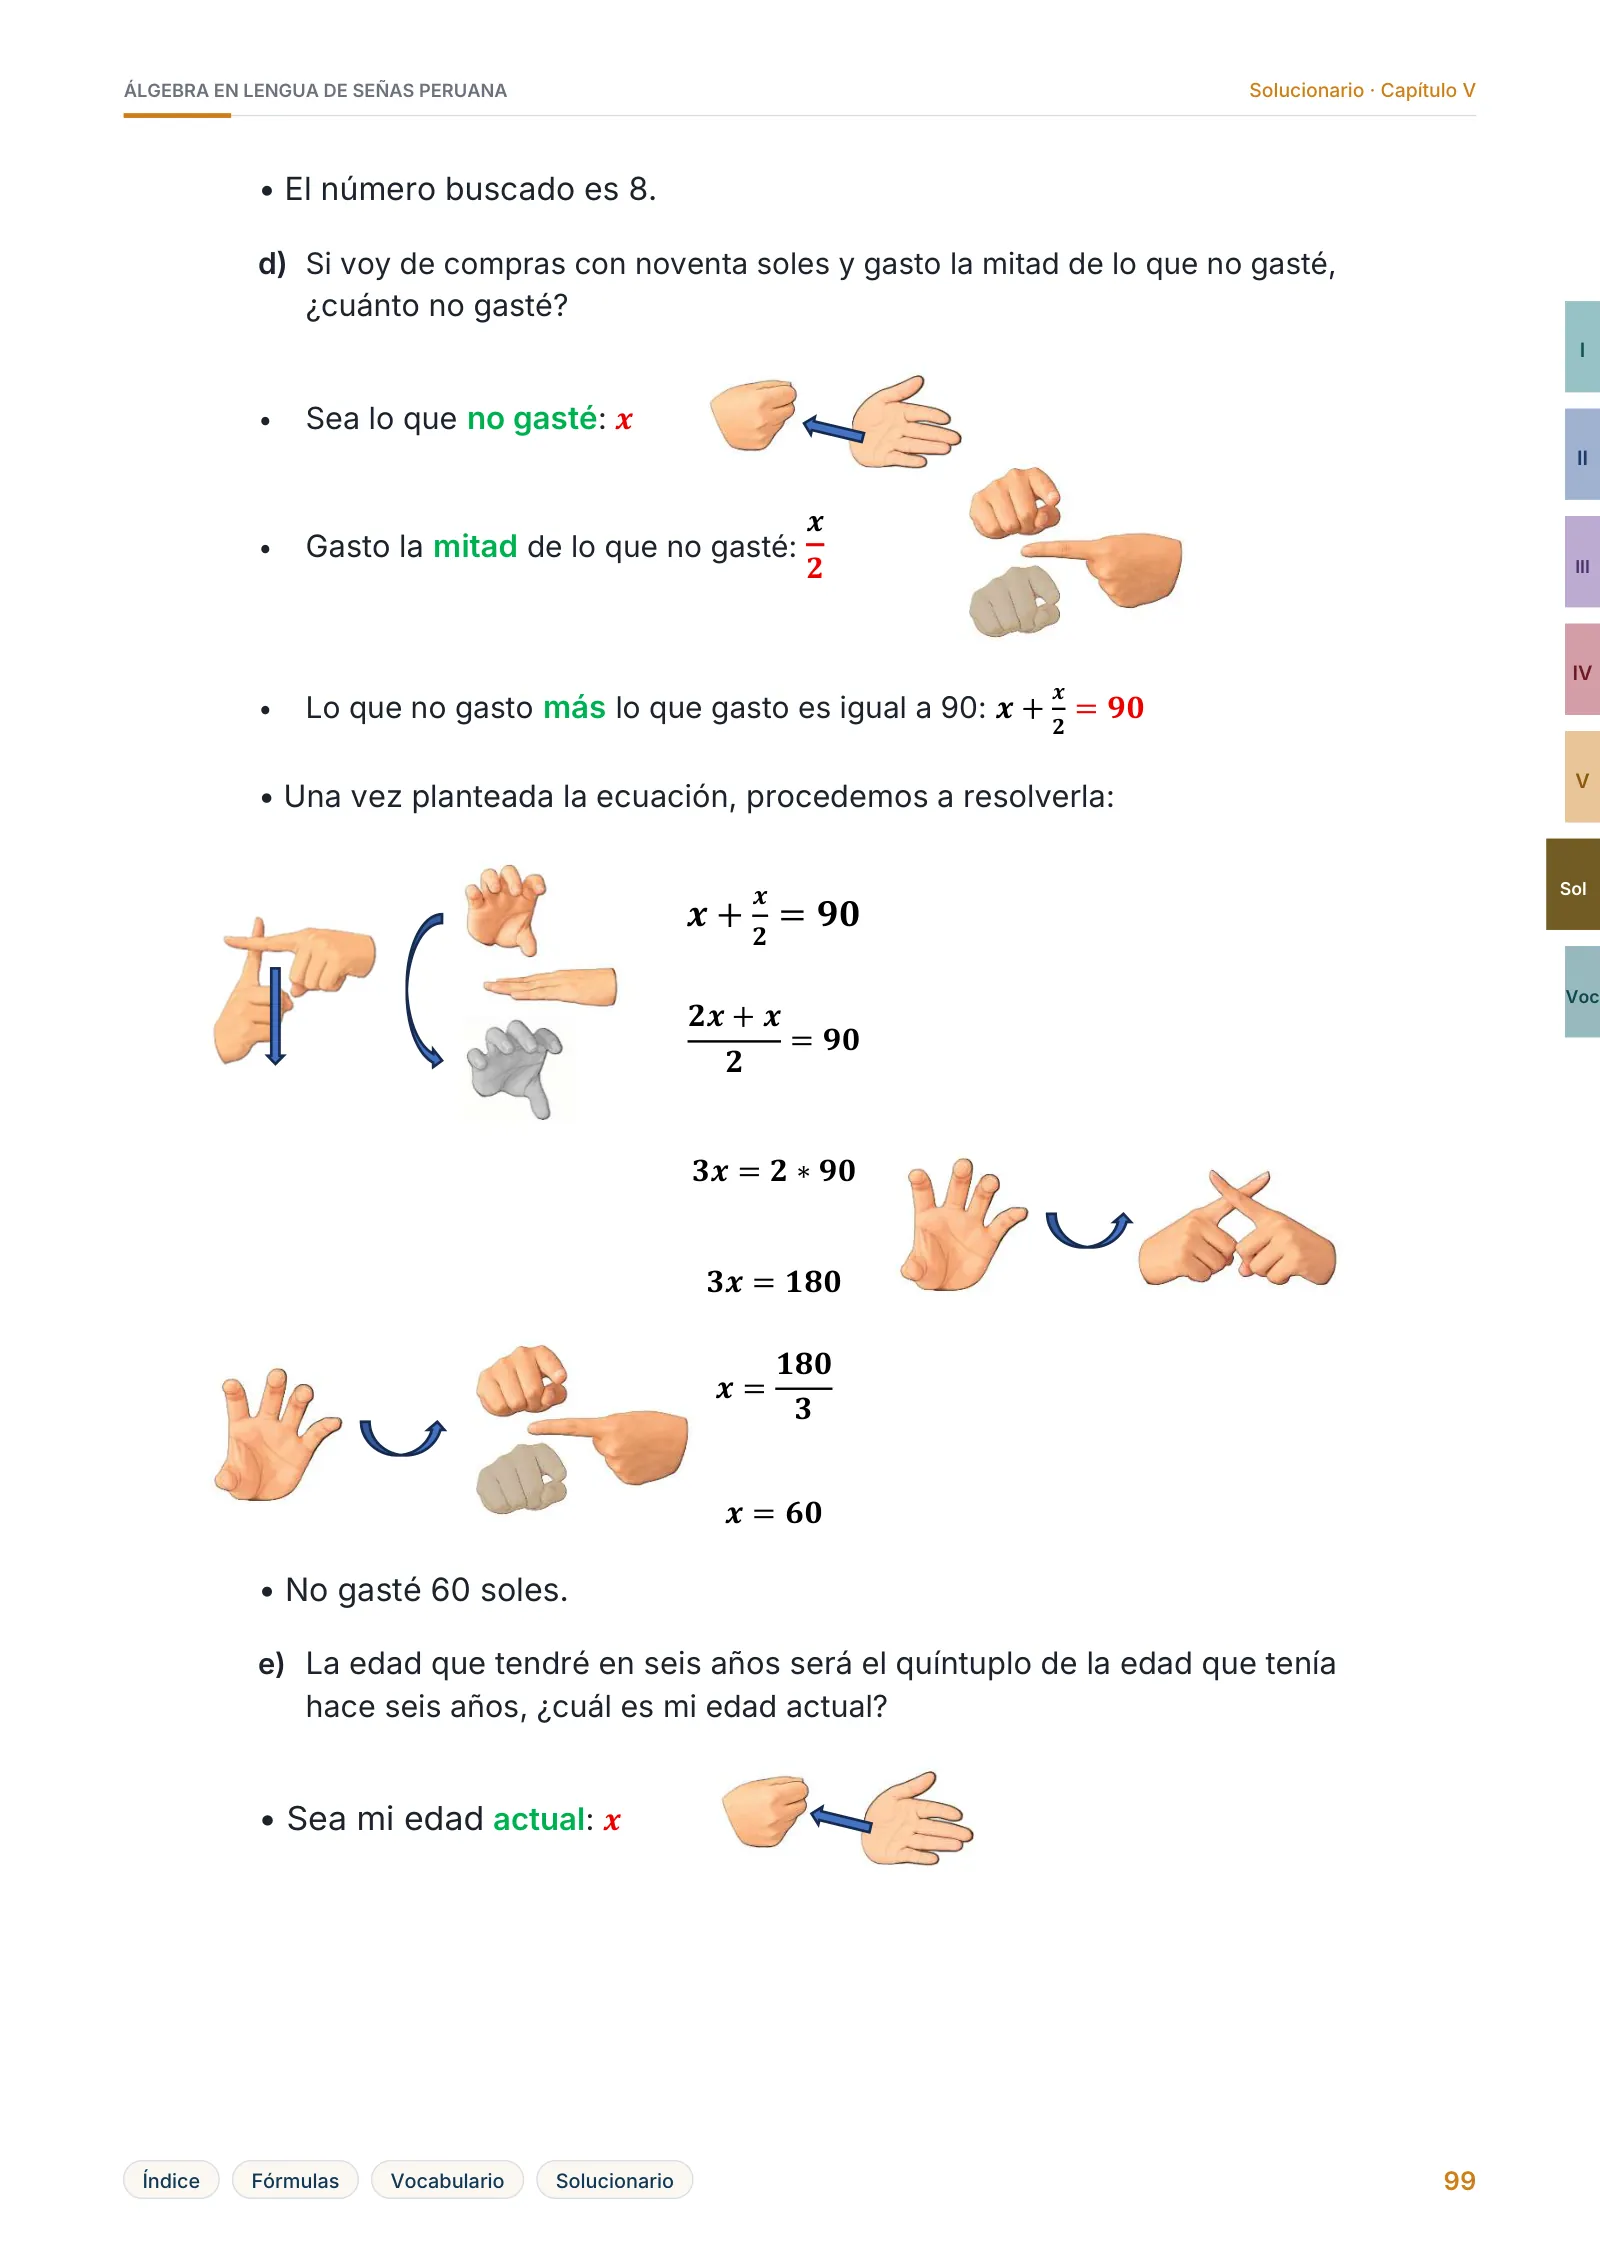 ÁLGEBRA EN LENGUA DE SEÑAS PERUANA
Solucionario · Capítulo V
• El número buscado es 8.
d) Si voy de compras con noventa soles y gasto la mitad de lo que no gasté,
¿cuánto no gasté?
• Sea lo que no gasté: x
• Gasto la mitad de lo que no gasté: x/2
• Lo que no gasto más lo que gasto es igual a 90: x + x/2 = 90
• Una vez planteada la ecuación, procedemos a resolverla:
x + x/2 = 90
(2x + x)/2 = 90
3x = 2 * 90
3x = 180
x = 180/3
x = 60
• No gasté 60 soles.
e) La edad que tendré en seis años será el quíntuplo de la edad que tenía
hace seis años, ¿cuál es mi edad actual?
• Sea mi edad actual: x
I
II
III
IV
V
Sol
Voc
Índice
Fórmulas
Vocabulario
Solucionario
99